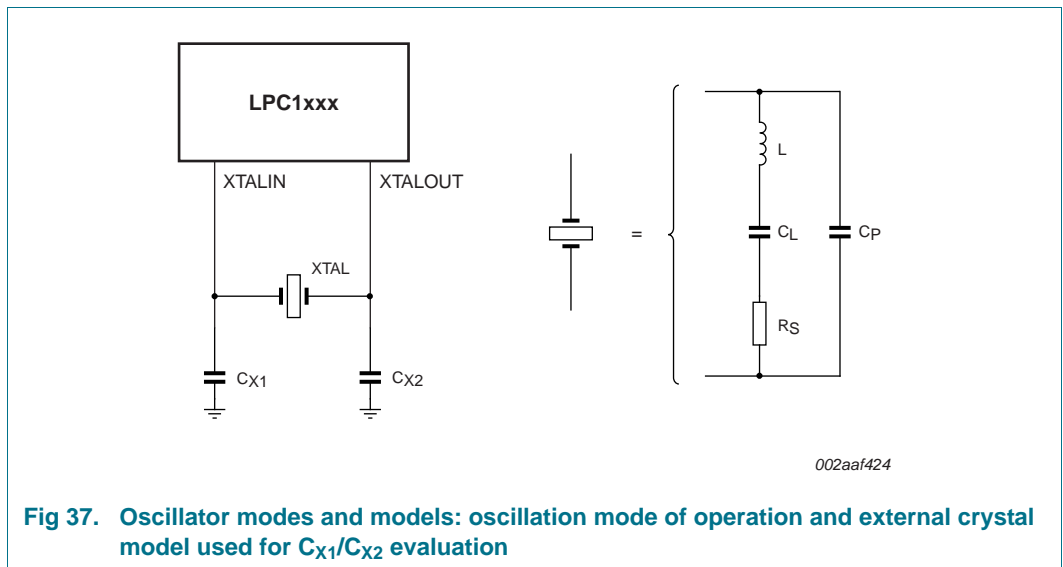 LPC1xxx
XTALIN
XTALOUT
L
=
CL
CP
XTAL
RS
CX1
CX2
002aaf424
Fig 37. Oscillator modes and models: oscillation mode of operation and external crystal
model used for CX1/CX2 evaluation